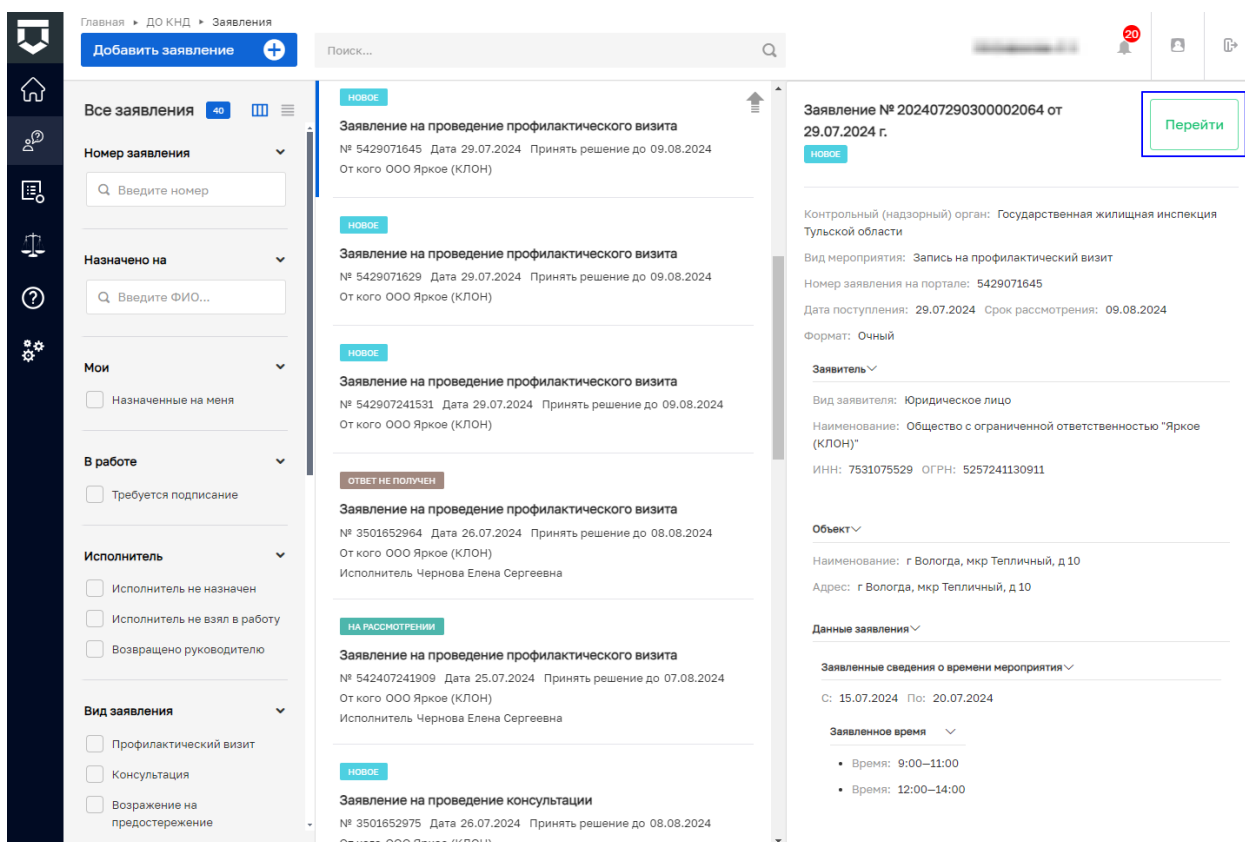 Главная ▸ ДО КНД ▸ Заявления
Добавить заявление
Поиск...
20
Все заявления 40
Номер заявления
Введите номер
Назначено на
Введите ФИО...
Мои
Назначенные на меня
В работе
Требуется подписание
Исполнитель
Исполнитель не назначен
Исполнитель не взял в работу
Возвращено руководителю
Вид заявления
Профилактический визит
Консультация
Возражение на
предостережение
НОВОЕ
Заявление на проведение профилактического визита
№ 5429071645 Дата 29.07.2024 Принять решение до 09.08.2024
От кого ООО Яркое (КЛОН)
НОВОЕ
Заявление на проведение профилактического визита
№ 5429071629 Дата 29.07.2024 Принять решение до 09.08.2024
От кого ООО Яркое (КЛОН)
НОВОЕ
Заявление на проведение профилактического визита
№ 542907241531 Дата 29.07.2024 Принять решение до 09.08.2024
От кого ООО Яркое (КЛОН)
ОТВЕТ НЕ ПОЛУЧЕН
Заявление на проведение профилактического визита
№ 3501652964 Дата 26.07.2024 Принять решение до 08.08.2024
От кого ООО Яркое (КЛОН)
Исполнитель Чернова Елена Сергеевна
НА РАССМОТРЕНИИ
Заявление на проведение профилактического визита
№ 542407241909 Дата 25.07.2024 Принять решение до 07.08.2024
От кого ООО Яркое (КЛОН)
Исполнитель Чернова Елена Сергеевна
НОВОЕ
Заявление на проведение консультации
№ 3501652975 Дата 26.07.2024 Принять решение до 08.08.2024
От кого ООО Яркое (КЛОН)
Заявление № 202407290300002064 от
29.07.2024 г.
НОВОЕ
Перейти
Контрольный (надзорный) орган: Государственная жилищная инспекция
Тульской области
Вид мероприятия: Запись на профилактический визит
Номер заявления на портале: 5429071645
Дата поступления: 29.07.2024 Срок рассмотрения: 09.08.2024
Формат: Очный
Заявитель
Вид заявителя: Юридическое лицо
Наименование: Общество с ограниченной ответственностью "Яркое
(КЛОН)"
ИНН: 7531075529 ОГРН: 5257241130911
Объект
Наименование: г Вологда, мкр Тепличный, д 10
Адрес: г Вологда, мкр Тепличный, д 10
Данные заявления
Заявленные сведения о времени мероприятия
С: 15.07.2024 По: 20.07.2024
Заявленное время
• Время: 9:00—11:00
• Время: 12:00—14:00